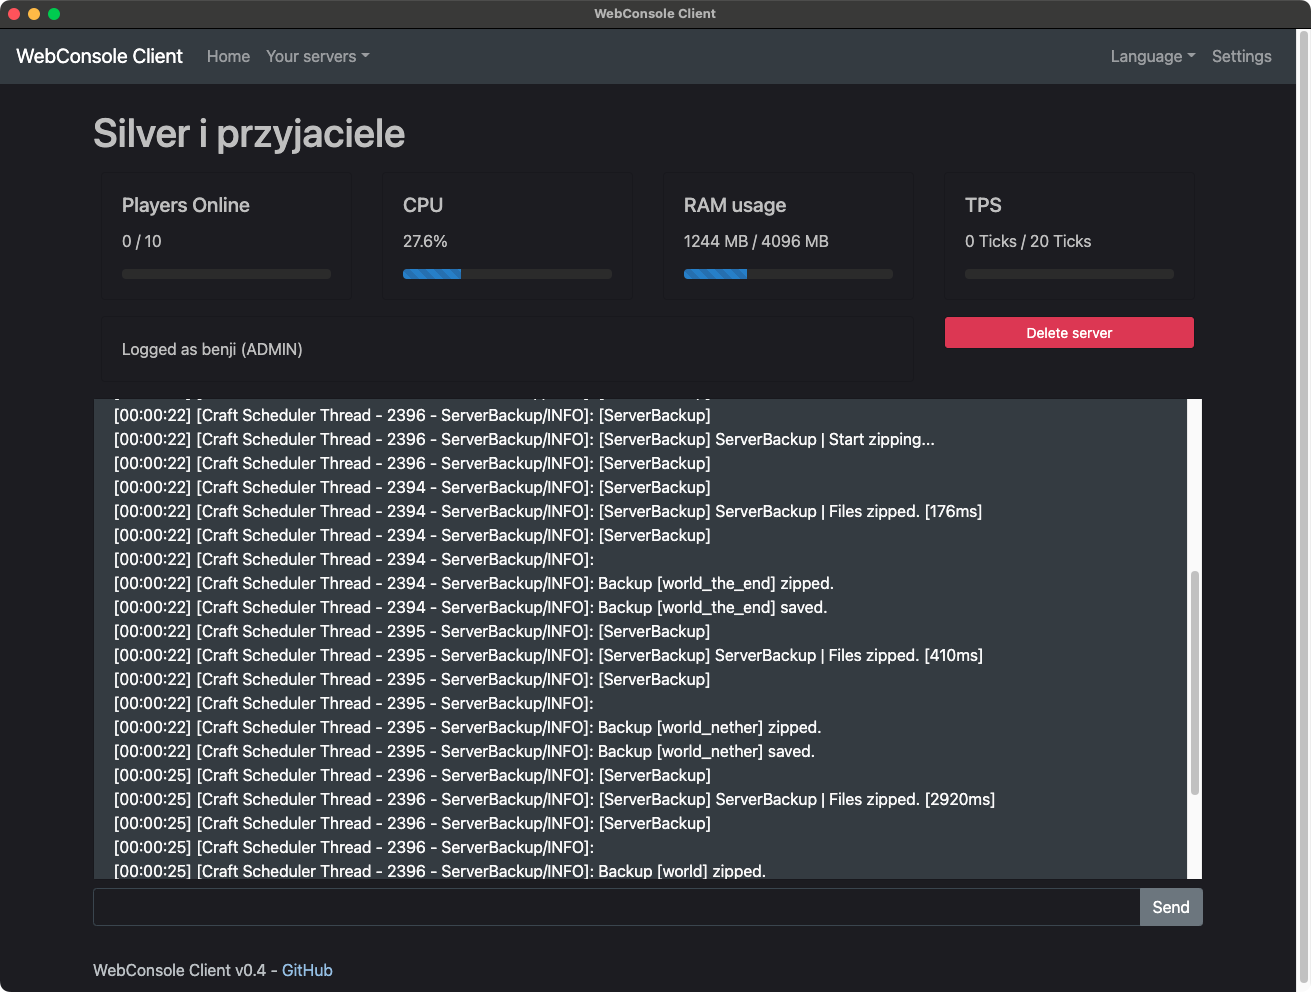 WebConsole Client
WebConsole Client Home Your servers Language Settings
Silver i przyjaciele
Players Online
0 / 10
CPU
27.6%
RAM usage
1244 MB / 4096 MB
TPS
0 Ticks / 20 Ticks
Logged as benji (ADMIN)
Delete server
[00:00:22] [Craft Scheduler Thread - 2396 - ServerBackup/INFO]: [ServerBackup]
[00:00:22] [Craft Scheduler Thread - 2396 - ServerBackup/INFO]: [ServerBackup] ServerBackup | Start zipping...
[00:00:22] [Craft Scheduler Thread - 2396 - ServerBackup/INFO]: [ServerBackup]
[00:00:22] [Craft Scheduler Thread - 2394 - ServerBackup/INFO]: [ServerBackup]
[00:00:22] [Craft Scheduler Thread - 2394 - ServerBackup/INFO]: [ServerBackup] ServerBackup | Files zipped. [176ms]
[00:00:22] [Craft Scheduler Thread - 2394 - ServerBackup/INFO]: [ServerBackup]
[00:00:22] [Craft Scheduler Thread - 2394 - ServerBackup/INFO]:
[00:00:22] [Craft Scheduler Thread - 2394 - ServerBackup/INFO]: Backup [world_the_end] zipped.
[00:00:22] [Craft Scheduler Thread - 2394 - ServerBackup/INFO]: Backup [world_the_end] saved.
[00:00:22] [Craft Scheduler Thread - 2395 - ServerBackup/INFO]: [ServerBackup]
[00:00:22] [Craft Scheduler Thread - 2395 - ServerBackup/INFO]: [ServerBackup] ServerBackup | Files zipped. [410ms]
[00:00:22] [Craft Scheduler Thread - 2395 - ServerBackup/INFO]: [ServerBackup]
[00:00:22] [Craft Scheduler Thread - 2395 - ServerBackup/INFO]:
[00:00:22] [Craft Scheduler Thread - 2395 - ServerBackup/INFO]: Backup [world_nether] zipped.
[00:00:22] [Craft Scheduler Thread - 2395 - ServerBackup/INFO]: Backup [world_nether] saved.
[00:00:25] [Craft Scheduler Thread - 2396 - ServerBackup/INFO]: [ServerBackup]
[00:00:25] [Craft Scheduler Thread - 2396 - ServerBackup/INFO]: [ServerBackup] ServerBackup | Files zipped. [2920ms]
[00:00:25] [Craft Scheduler Thread - 2396 - ServerBackup/INFO]: [ServerBackup]
[00:00:25] [Craft Scheduler Thread - 2396 - ServerBackup/INFO]:
[00:00:25] [Craft Scheduler Thread - 2396 - ServerBackup/INFO]: Backup [world] zipped.
Send
WebConsole Client v0.4 - GitHub